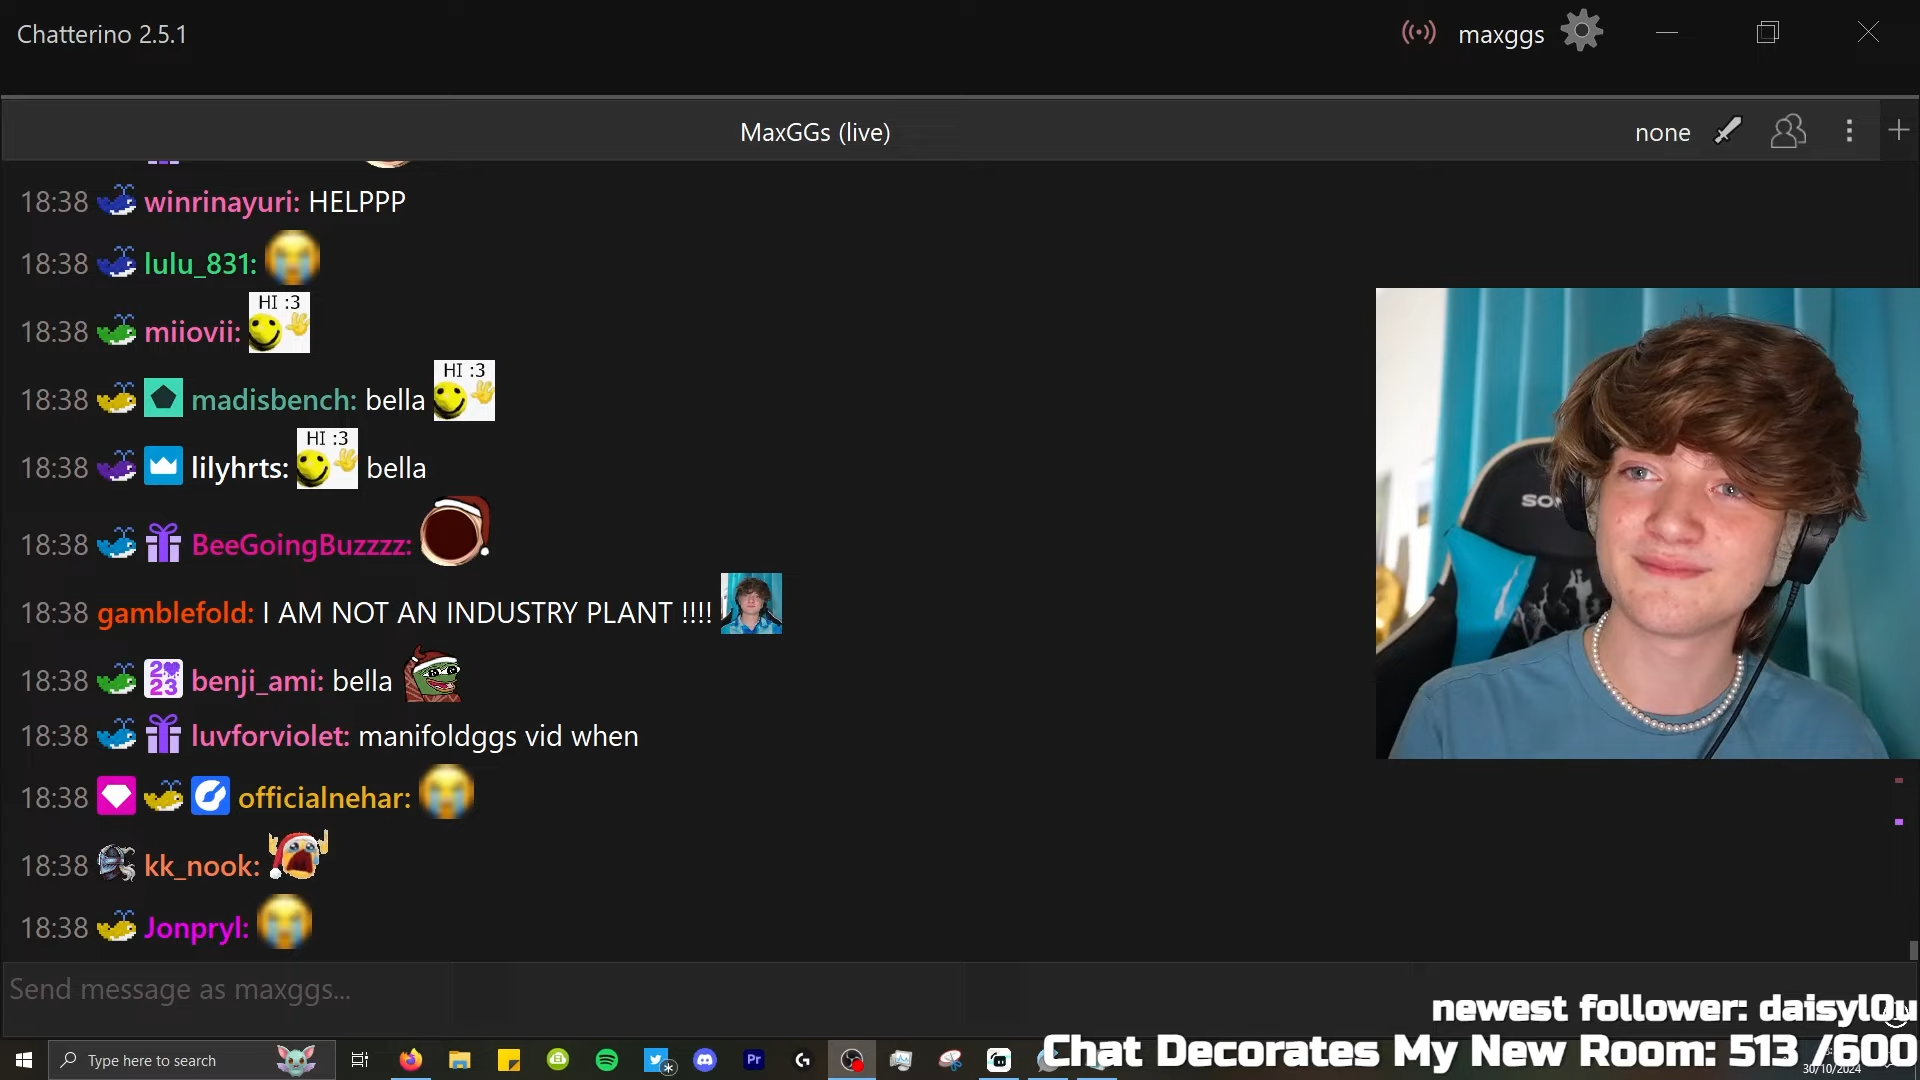 Chatterino 2.5.1
maxggs
MaxGGs (live)
none
18:38 winrinayuri: HELPPP
18:38 lulu_831:
18:38 miiovii: HI :3
18:38 madisbench: bella HI :3
18:38 lilyhrts: HI :3 bella
18:38 BeeGoingBuzzzz:
18:38 gamblefold: I AM NOT AN INDUSTRY PLANT !!!!
18:38 2023 benji_ami: bella
18:38 luvforviolet: manifoldggs vid when
18:38 officialnehar:
18:38 kk_nook:
18:38 Jonpryl:
Send message as maxggs...
newest follower: daisyl0u
Chat Decorates My New Room: 513 /600
Type here to search
Pr
30/10/2024